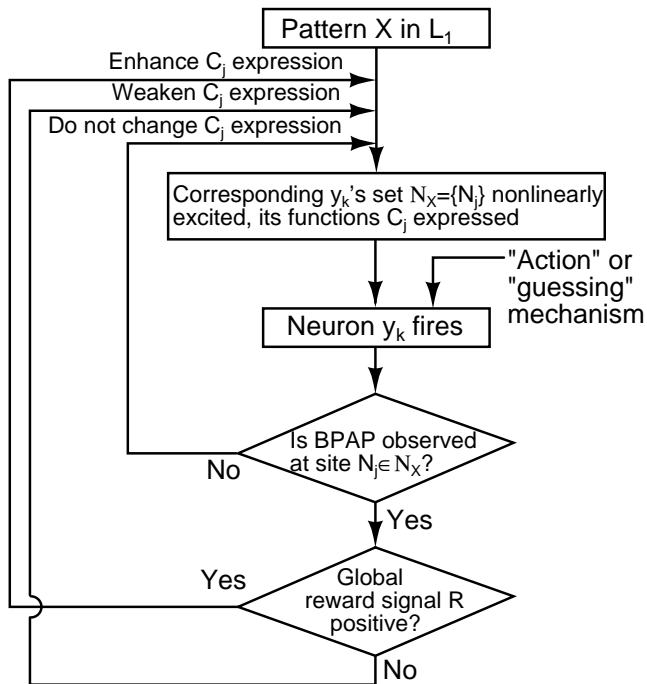 Pattern X in L₁
Enhance Cⱼ expression
Weaken Cⱼ expression
Do not change Cⱼ expression
Corresponding yₖ's set Nₓ={Nⱼ} nonlinearly
excited, its functions Cⱼ expressed
"Action" or
"guessing"
mechanism
Neuron yₖ fires
Is BPAP observed
at site Nⱼ∈Nₓ?
No
Yes
Global
reward signal R
positive?
Yes
No